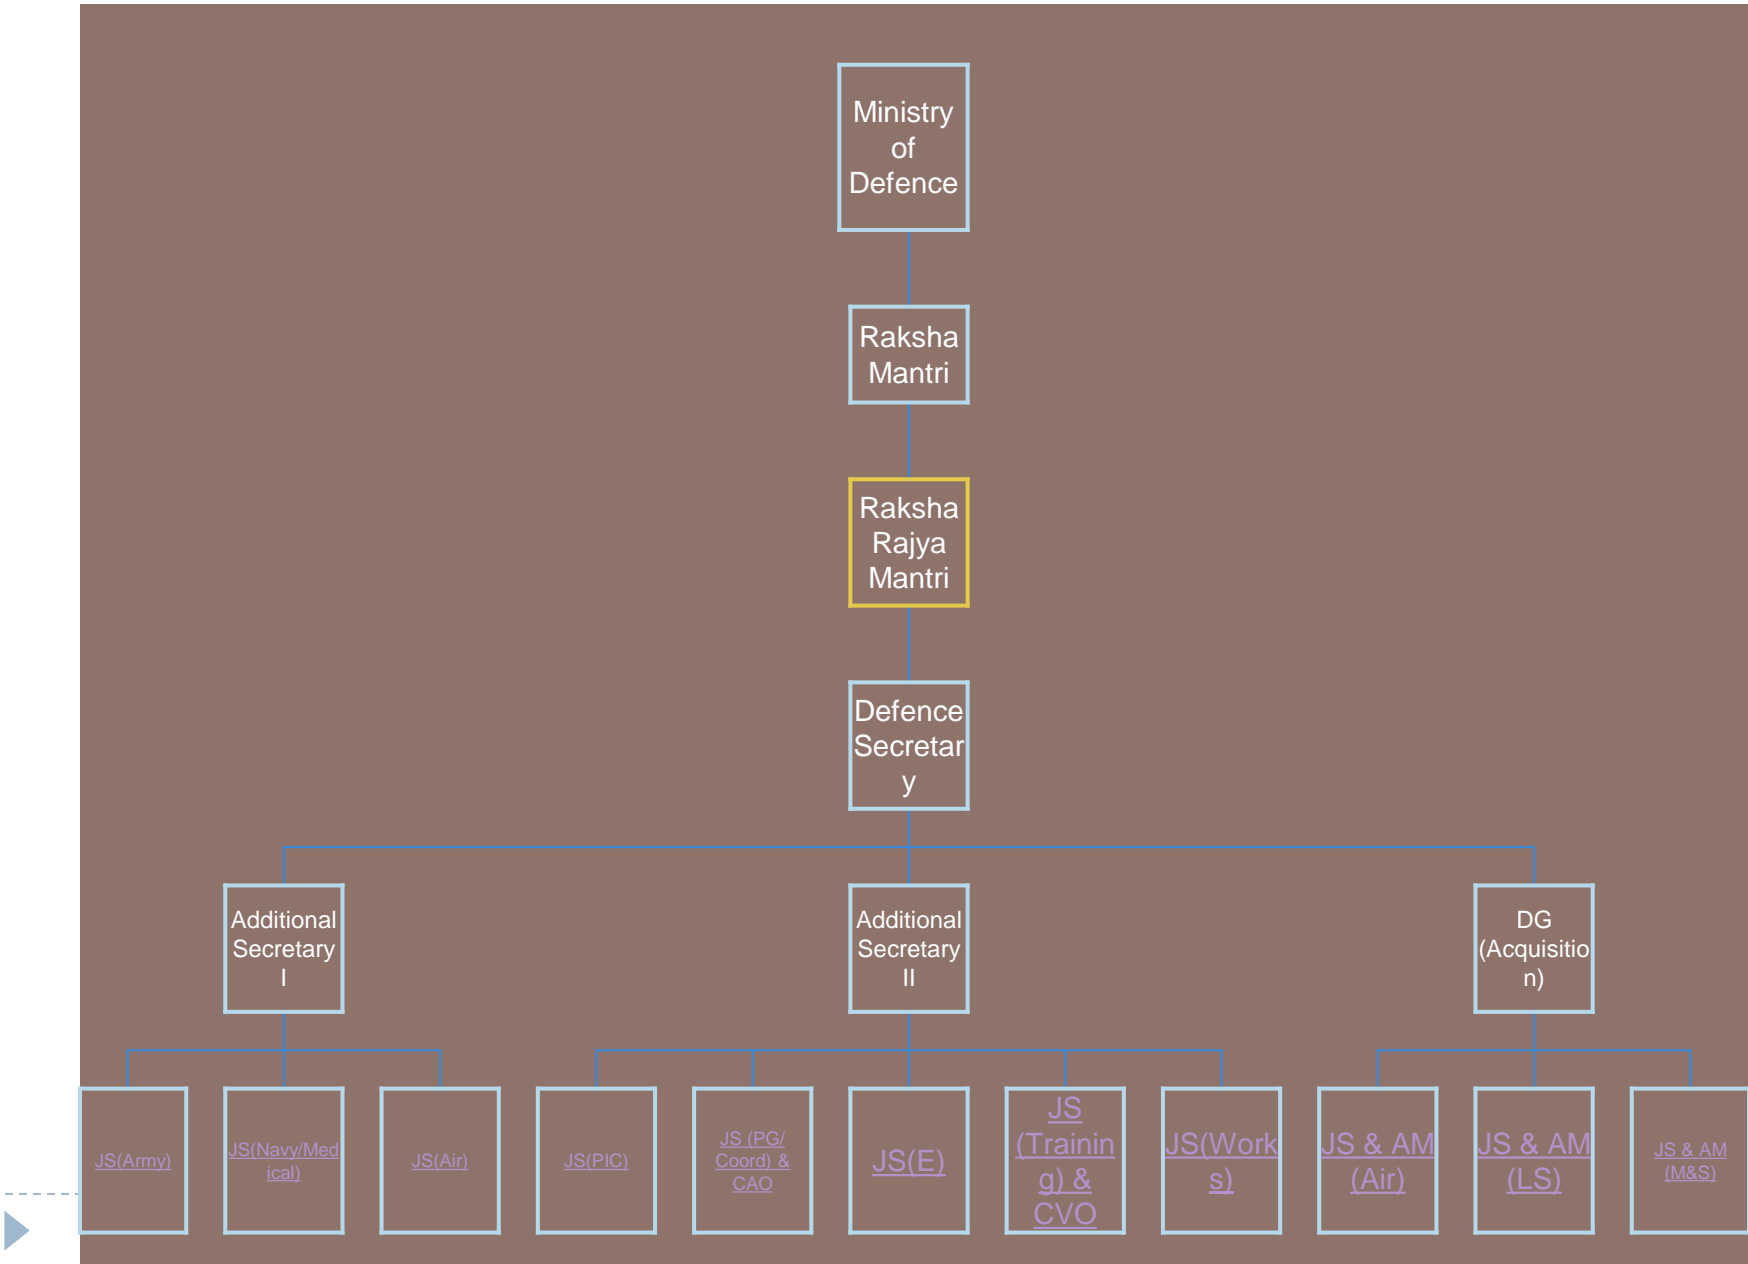 Ministry
of
Defence
Raksha
Mantri
Raksha
Rajya
Mantri
Defence
Secretar
y
Additional
Secretary
I
Additional
Secretary
II
DG
(Acquisitio
n)
JS(Army)
JS(Navy/Med
ical)
JS(Air)
JS(PIC)
JS (PG/
Coord) &
CAO
JS(E)
JS
(Trainin
g) &
CVO
JS(Work
s)
JS & AM
(Air)
JS & AM
(LS)
JS & AM
(M&S)